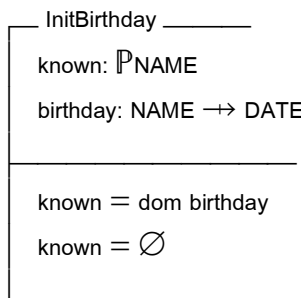 InitBirthday
known: ℙNAME
birthday: NAME ⇸ DATE
known = dom birthday
known = ∅